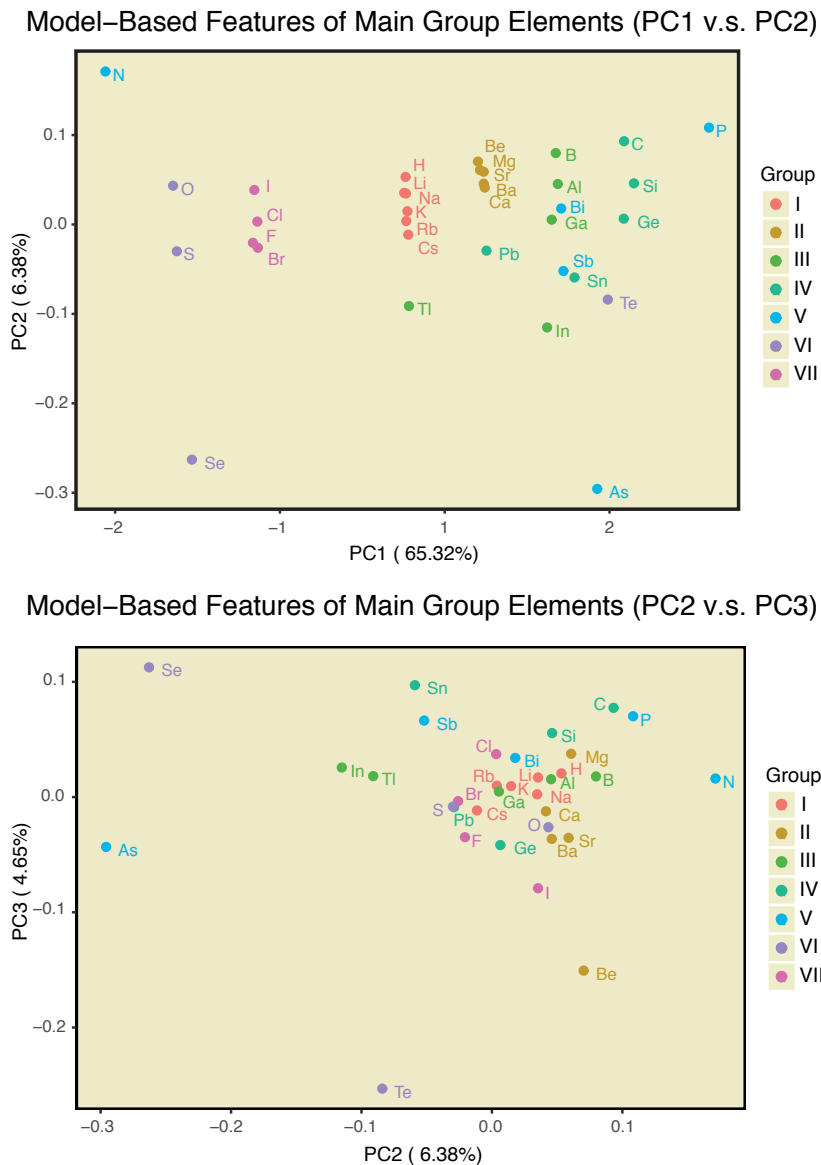 Model−Based Features of Main Group Elements (PC1 v.s. PC2)
N
P
0.1
Be
C
H
Mg
B
Li
Sr
O
I
Na
Ba
Al
Si
K
Ca
Bi
Cl
Rb
Ga
Ge
0.0
F
Cs
S
Br
Pb
Sb
Sn
Te
Tl
In
−0.1
−0.2
Se
As
−0.3
−2
−1
1
2
PC1 ( 65.32%)
PC2 ( 6.38%)
Group
I
II
III
IV
V
VI
VII
Model−Based Features of Main Group Elements (PC2 v.s. PC3)
Se
Sn
0.1
C
P
Sb
Si
Cl
Mg
Bi
In
Tl
Rb
Li
H
Al
B
N
K
Na
0.0
Br
Ga
S
Cs
Ca
Pb
O
F
Sr
As
Ge
Ba
I
−0.1
Be
−0.2
Te
−0.3
−0.2
−0.1
0.0
0.1
PC2 ( 6.38%)
PC3 ( 4.65%)
Group
I
II
III
IV
V
VI
VII